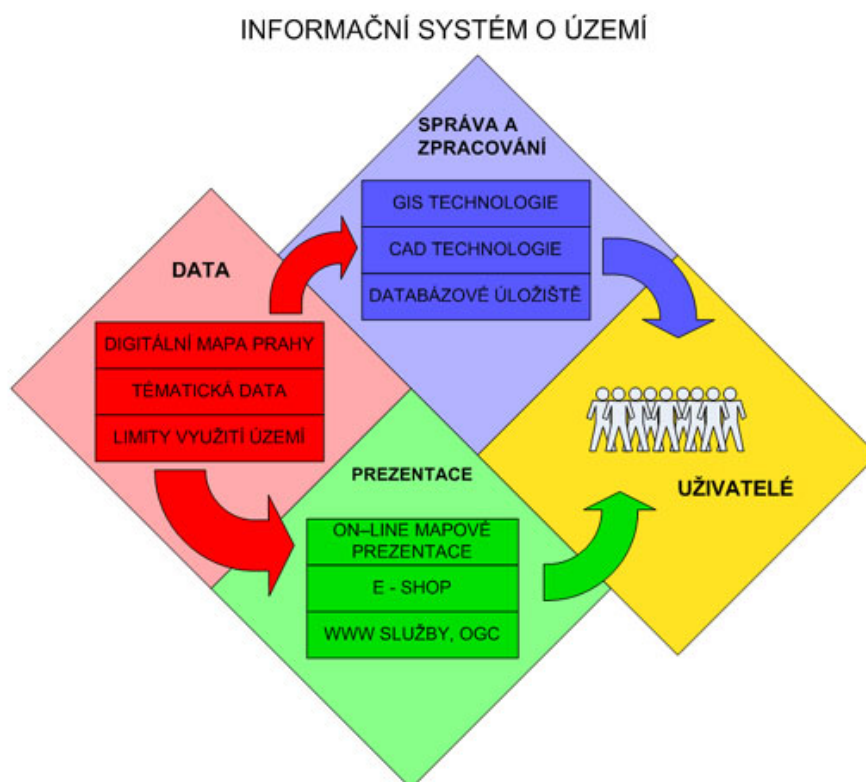 INFORMAČNÍ SYSTÉM O ÚZEMÍ
SPRÁVA A
ZPRACOVÁNÍ
GIS TECHNOLOGIE
CAD TECHNOLOGIE
DATABÁZOVÉ ÚLOŽIŠTĚ
DATA
DIGITÁLNÍ MAPA PRAHY
TÉMATICKÁ DATA
LIMITY VYUŽITÍ ÚZEMÍ
PREZENTACE
ON–LINE MAPOVÉ
PREZENTACE
E - SHOP
WWW SLUŽBY, OGC
UŽIVATELÉ